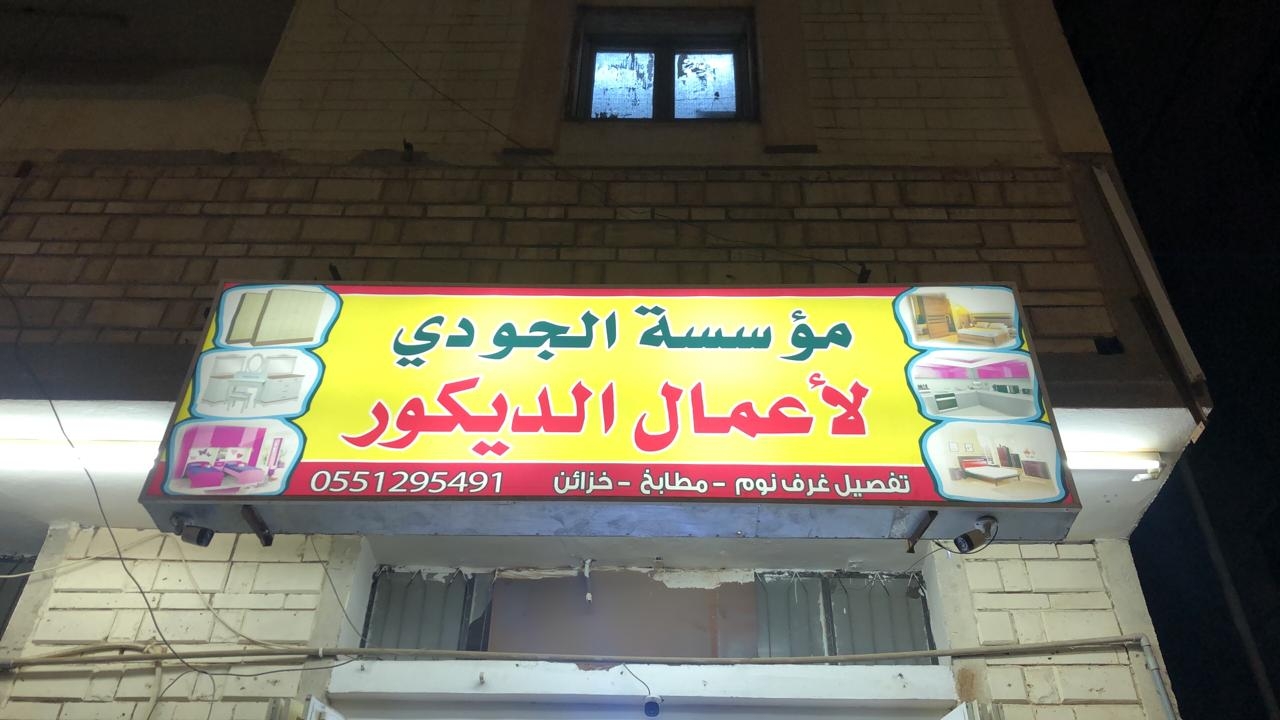 مؤسسة الجودي
لأعمال الديكور
تفصيل غرف نوم - مطابخ - خزائن 0551295491